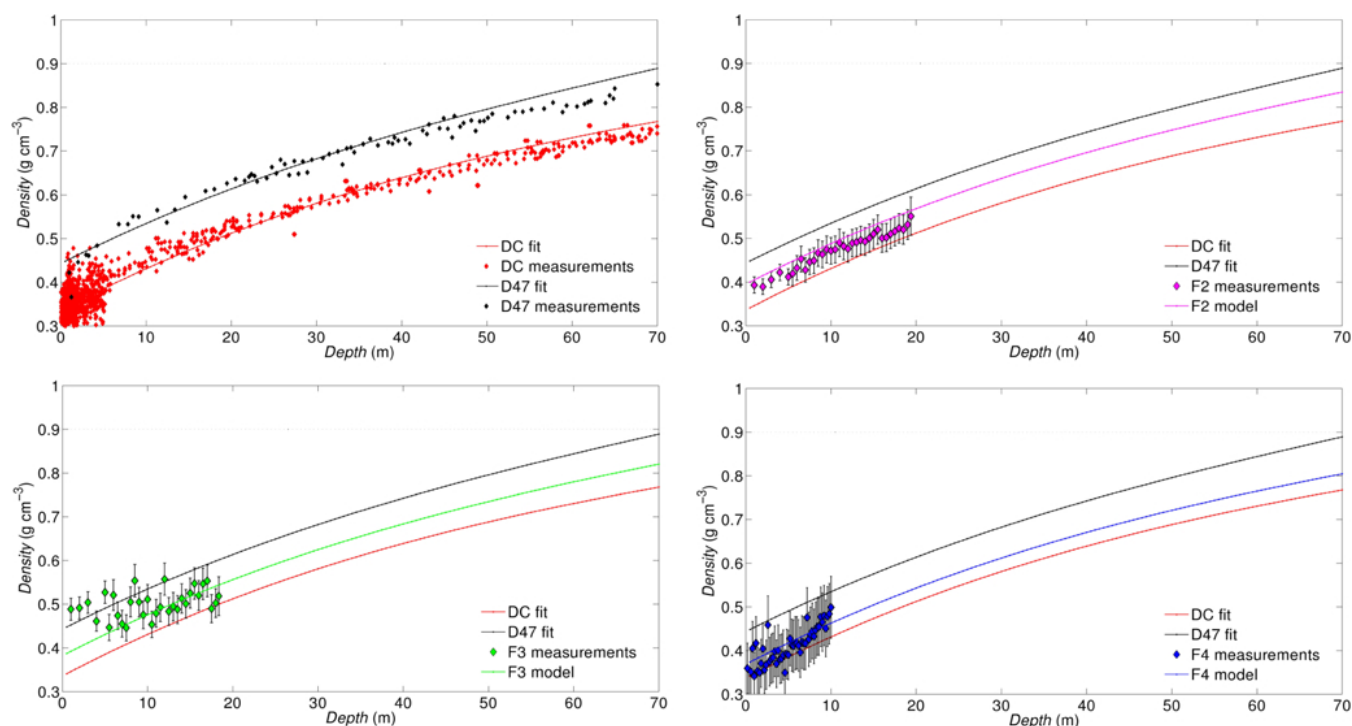 1
0.9
0.8
0.7
0.6
0.5
0.4
0.3
Density (g cm⁻³)
0 10 20 30 40 50 60 70
Depth (m)
DC fit
DC measurements
D47 fit
D47 measurements
1
0.9
0.8
0.7
0.6
0.5
0.4
0.3
Density (g cm⁻³)
0 10 20 30 40 50 60 70
Depth (m)
DC fit
D47 fit
F2 measurements
F2 model
1
0.9
0.8
0.7
0.6
0.5
0.4
0.3
Density (g cm⁻³)
0 10 20 30 40 50 60 70
Depth (m)
DC fit
D47 fit
F3 measurements
F3 model
1
0.9
0.8
0.7
0.6
0.5
0.4
0.3
Density (g cm⁻³)
0 10 20 30 40 50 60 70
Depth (m)
DC fit
D47 fit
F4 measurements
F4 model